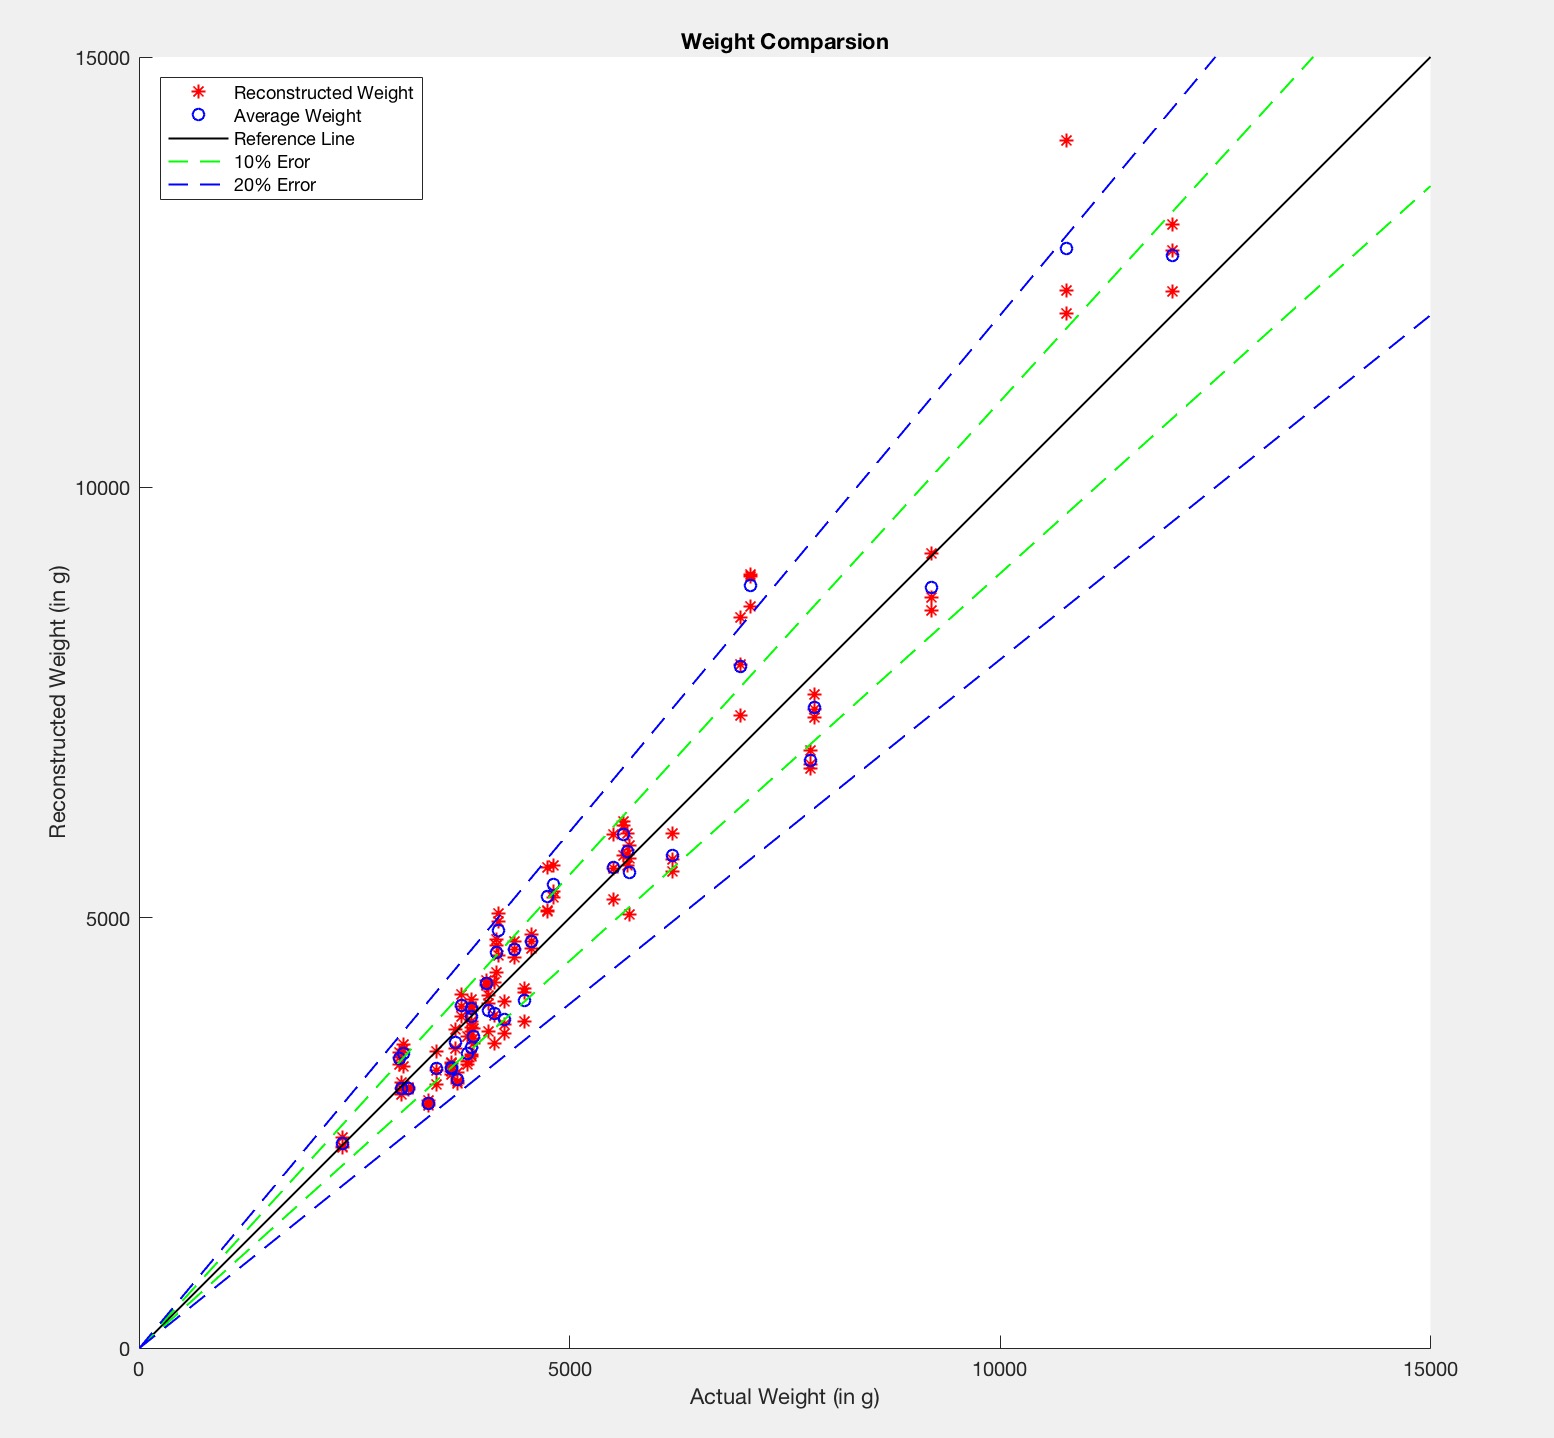 Weight Comparsion
15000
Reconstructed Weight
Average Weight
Reference Line
10% Eror
20% Error
10000
Reconstructed Weight (in g)
5000
0
0
5000
10000
15000
Actual Weight (in g)